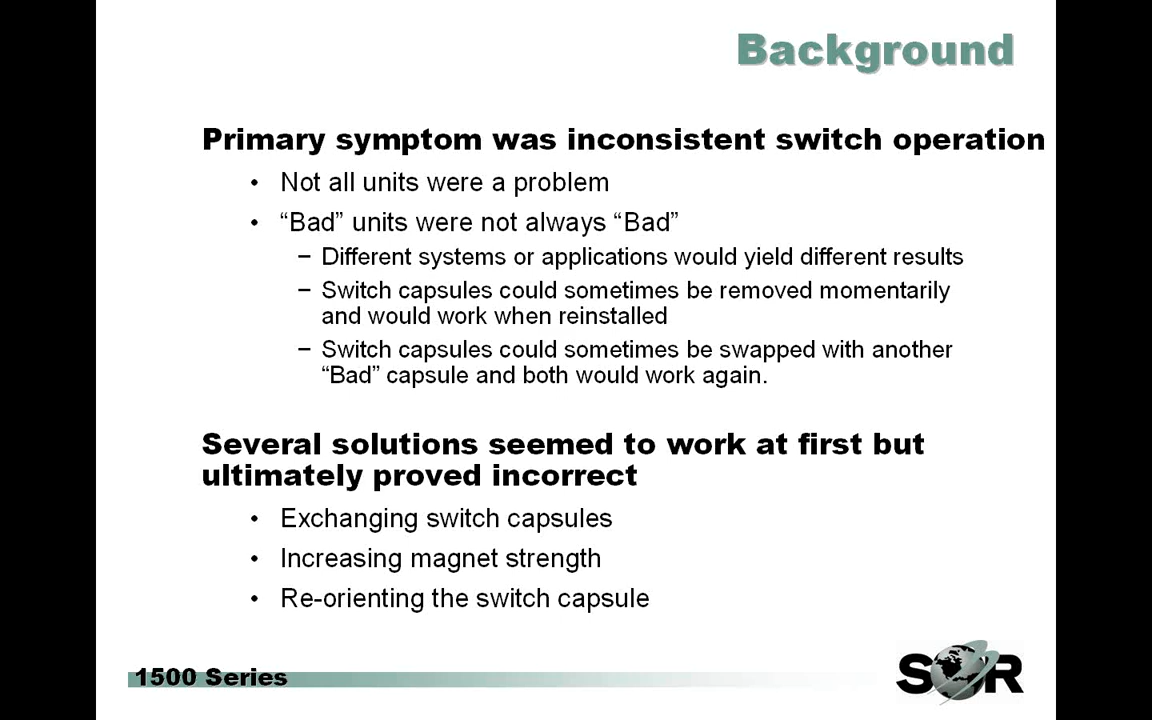 Background
Primary symptom was inconsistent switch operation
• Not all units were a problem
• “Bad” units were not always “Bad”
– Different systems or applications would yield different results
– Switch capsules could sometimes be removed momentarily
and would work when reinstalled
– Switch capsules could sometimes be swapped with another
“Bad” capsule and both would work again.
Several solutions seemed to work at first but
ultimately proved incorrect
• Exchanging switch capsules
• Increasing magnet strength
• Re-orienting the switch capsule
1500 Series
SOR